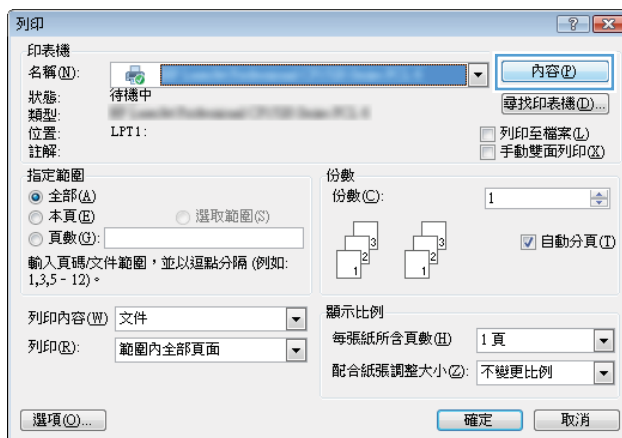 列印
印表機
名稱(N):
內容(P)
狀態: 待機中
尋找印表機(D)...
類型:
位置: LPT1:
列印至檔案(L)
註解:
手動雙面列印(X)
指定範圍
全部(A)
本頁(E) 選取範圍(S)
頁數(G):
輸入頁碼/文件範圍，並以逗點分隔 (例如:
1,3,5 - 12)。
份數
份數(C): 1
3 3
2 2
1 1
自動分頁(T)
列印內容(W) 文件
列印(R): 範圍內全部頁面
顯示比例
每張紙所含頁數(H) 1 頁
配合紙張調整大小(Z): 不變更比例
選項(O)...
確定 取消